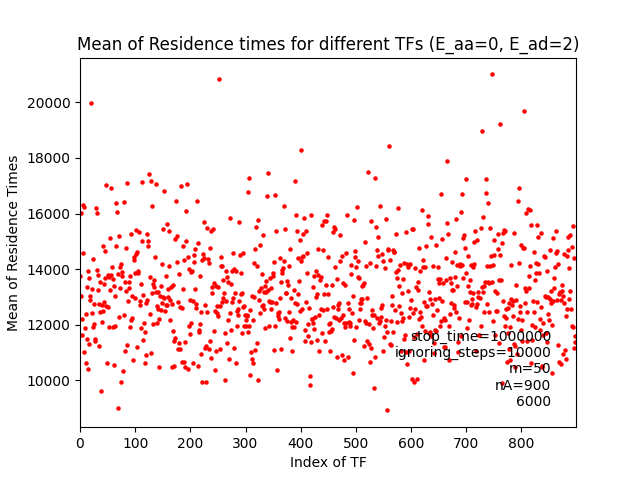 Mean of Residence times for different TFs (E_aa=0, E_ad=2)
Mean of Residence Times
20000
18000
16000
14000
12000
10000
stop_time=1000000
ignoring_steps=10000
m=50
nA=900
6000
0 100 200 300 400 500 600 700 800
Index of TF